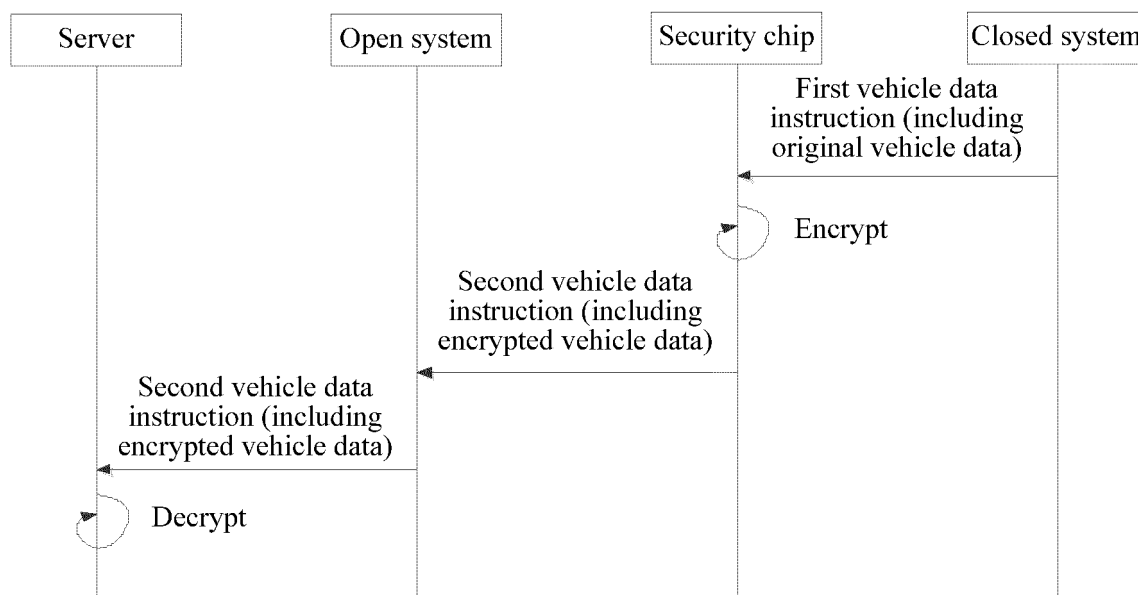 Server
Open system
Security chip
Closed system
First vehicle data
instruction (including
original vehicle data)
Encrypt
Second vehicle data
instruction (including
encrypted vehicle data)
Second vehicle data
instruction (including
encrypted vehicle data)
Decrypt